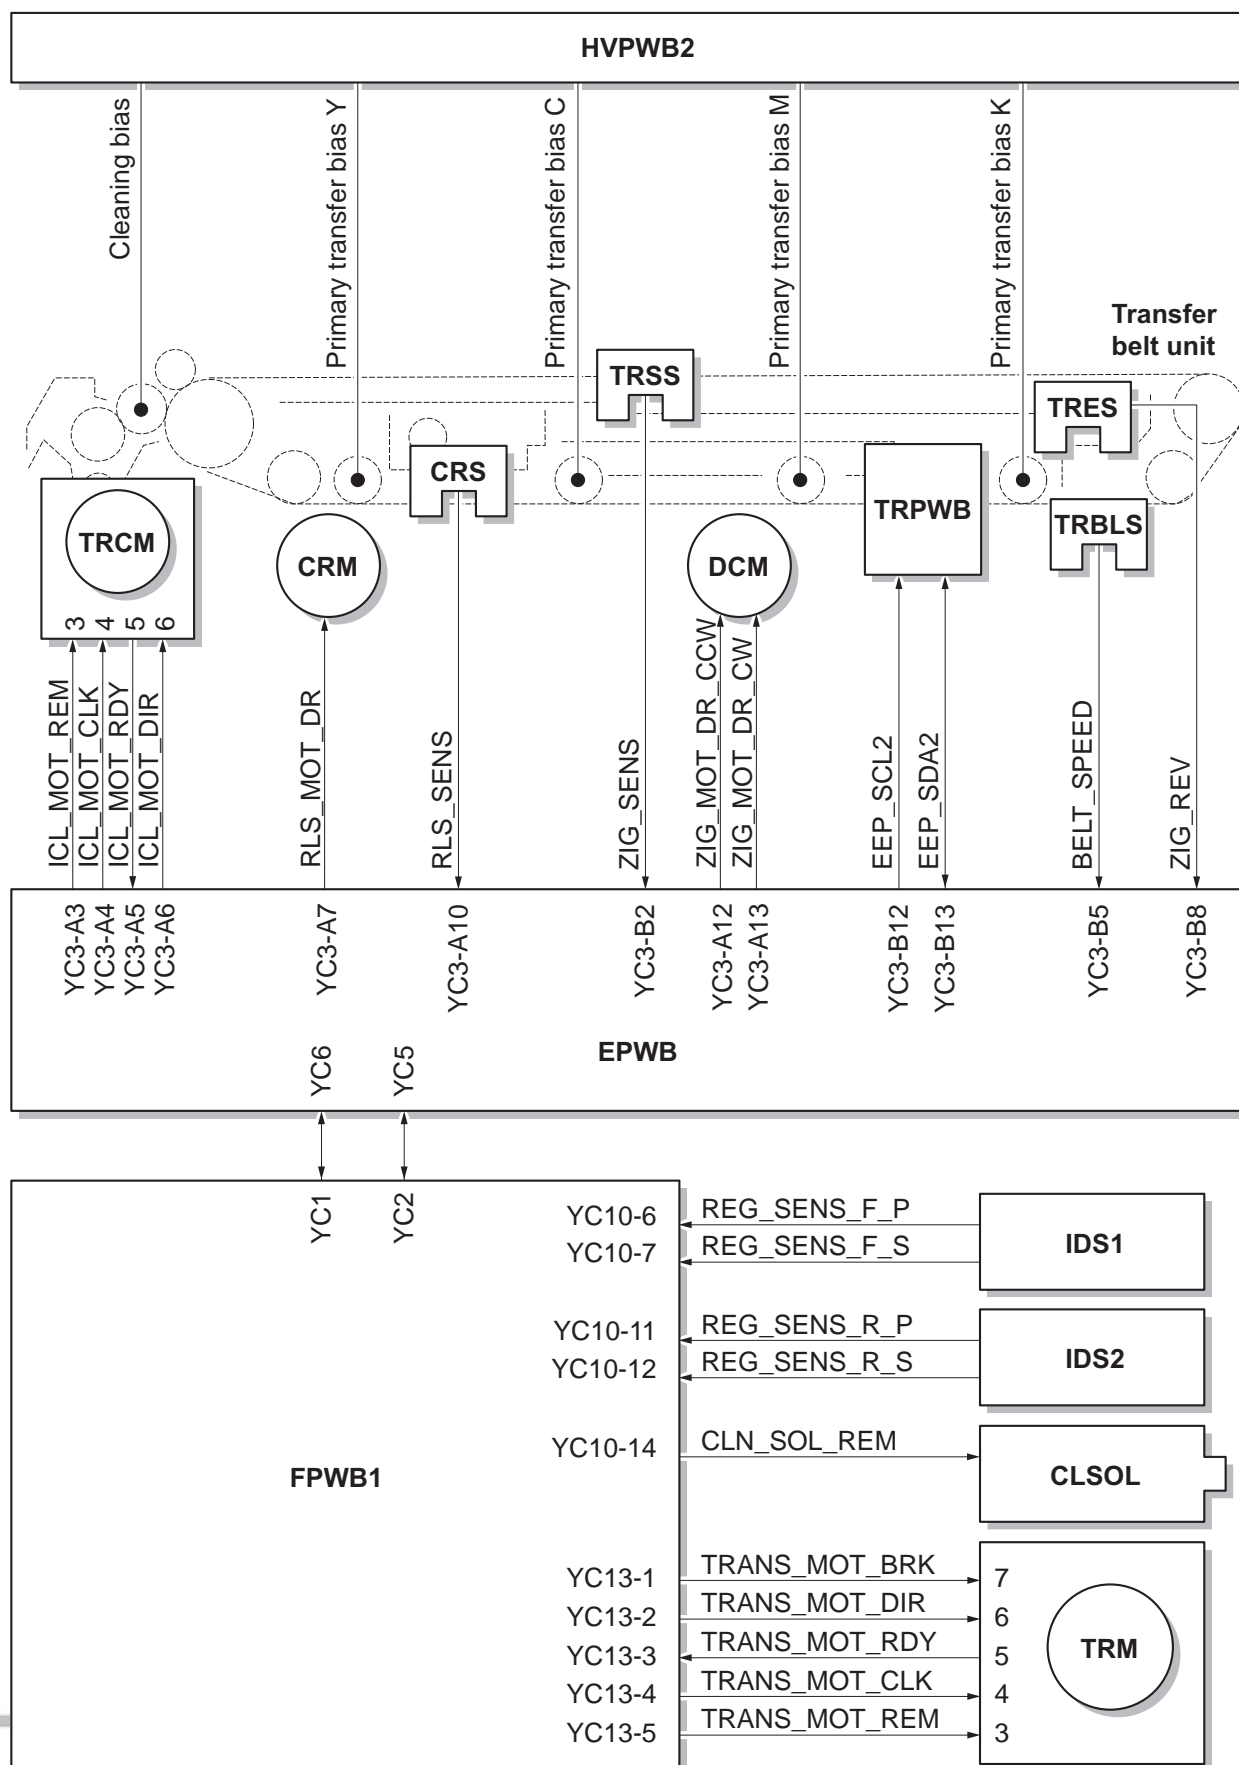 HVPWB2
Cleaning bias
Primary transfer bias Y
Primary transfer bias C
Primary transfer bias M
Primary transfer bias K
Transfer
belt unit
TRSS
TRES
CRS
TRPWB
TRBLS
TRCM
CRM
DCM
3
4
5
6
ICL_MOT_REM
ICL_MOT_CLK
ICL_MOT_RDY
ICL_MOT_DIR
RLS_MOT_DR
RLS_SENS
ZIG_SENS
ZIG_MOT_DR_CCW
ZIG_MOT_DR_CW
EEP_SCL2
EEP_SDA2
BELT_SPEED
ZIG_REV
YC3-A3
YC3-A4
YC3-A5
YC3-A6
YC3-A7
YC3-A10
YC3-B2
YC3-A12
YC3-A13
YC3-B12
YC3-B13
YC3-B5
YC3-B8
EPWB
YC6
YC5
YC1
YC2
YC10-6 REG_SENS_F_P
YC10-7 REG_SENS_F_S
IDS1
YC10-11 REG_SENS_R_P
YC10-12 REG_SENS_R_S
IDS2
YC10-14 CLN_SOL_REM
CLSOL
FPWB1
YC13-1 TRANS_MOT_BRK 7
YC13-2 TRANS_MOT_DIR 6
YC13-3 TRANS_MOT_RDY 5
YC13-4 TRANS_MOT_CLK 4
YC13-5 TRANS_MOT_REM 3
TRM